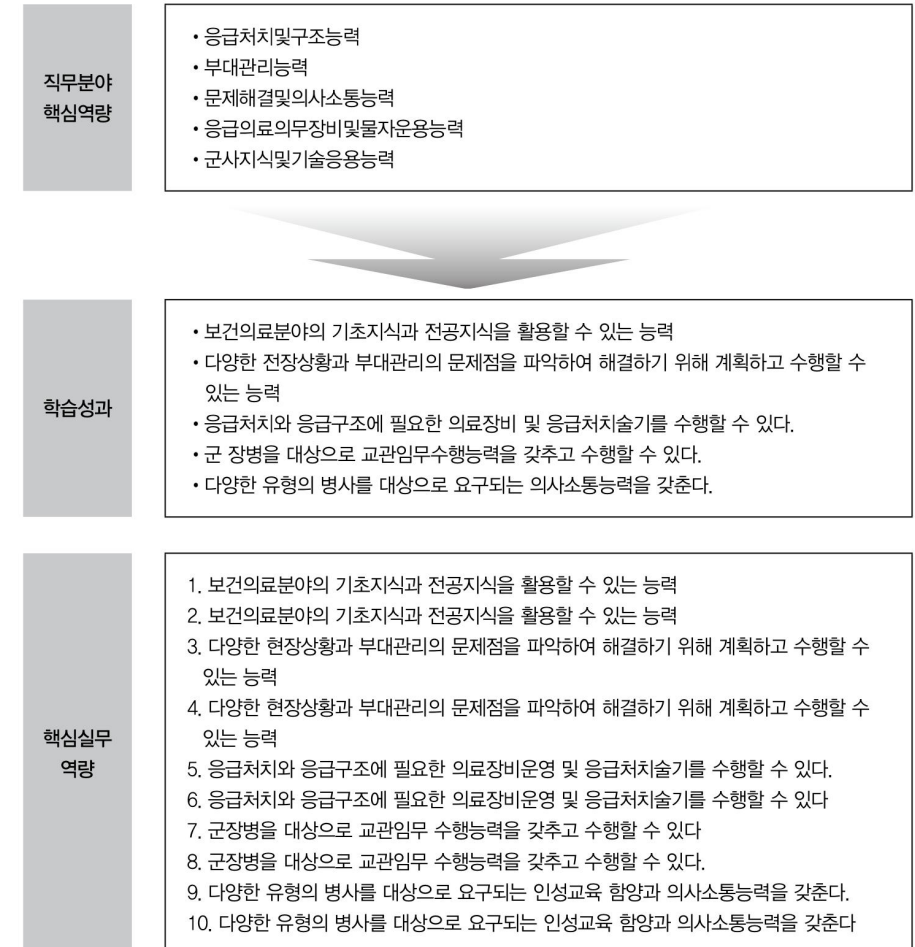 직무분야
핵심역량
•응급처치및구조능력
•부대관리능력
•문제해결및의사소통능력
•응급의료의무장비및물자운용능력
•군사지식및기술응용능력
학습성과
•보건의료분야의 기초지식과 전공지식을 활용할 수 있는 능력
•다양한 전장상황과 부대관리의 문제점을 파악하여 해결하기 위해 계획하고 수행할 수
있는 능력
•응급처치와 응급구조에 필요한 의료장비 및 응급처치술기를 수행할 수 있다.
•군 장병을 대상으로 교관임무수행능력을 갖추고 수행할 수 있다.
•다양한 유형의 병사를 대상으로 요구되는 의사소통능력을 갖춘다.
핵심실무
역량
1. 보건의료분야의 기초지식과 전공지식을 활용할 수 있는 능력
2. 보건의료분야의 기초지식과 전공지식을 활용할 수 있는 능력
3. 다양한 현장상황과 부대관리의 문제점을 파악하여 해결하기 위해 계획하고 수행할 수
있는 능력
4. 다양한 현장상황과 부대관리의 문제점을 파악하여 해결하기 위해 계획하고 수행할 수
있는 능력
5. 응급처치와 응급구조에 필요한 의료장비운영 및 응급처치술기를 수행할 수 있다.
6. 응급처치와 응급구조에 필요한 의료장비운영 및 응급처치술기를 수행할 수 있다
7. 군장병을 대상으로 교관임무 수행능력을 갖추고 수행할 수 있다
8. 군장병을 대상으로 교관임무 수행능력을 갖추고 수행할 수 있다.
9. 다양한 유형의 병사를 대상으로 요구되는 인성교육 함양과 의사소통능력을 갖춘다.
10. 다양한 유형의 병사를 대상으로 요구되는 인성교육 함양과 의사소통능력을 갖춘다